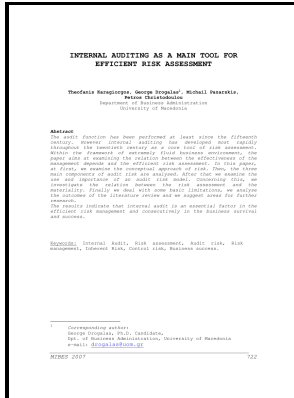 INTERNAL AUDITING AS A MAIN TOOL FOR
EFFICIENT RISK ASSESSMENT
Theofanis Karagiorgos, George Drogalas¹, Michail Pazarskis,
Petros Christodoulou
Department of Business Administration
University of Macedonia
Abstract
The audit function has been performed at least since the fifteenth
century. However internal auditing has developed most rapidly
throughout the twentieth century as a core tool of risk assessment.
Within the framework of extremely fluid business environment, the
paper aims at examining the relation between the effectiveness of the
management depends and the efficient risk assessment. In this paper,
at first, we examine the conceptual approach of risk. Then, the three
main components of audit risk are analysed. After that we examine the
use and importance of an audit risk model. Concerning this, we
investigate the relation between the risk assessment and the
materiality. Finally we deal with some basic limitations, we analyse
the outcomes of the literature review and we suggest areas for further
research.
The results indicate that internal audit is an essential factor in the
efficient risk management and consecutively in the business survival
and success.
Keywords: Internal Audit, Risk assessment, Audit risk, Risk
management, Inherent Risk, Control risk, Business success.
1
Corresponding author:
George Drogalas, Ph.D. Candidate,
Dpt. of Business Administration, University of Macedonia
e-mail: drogalas@uom.gr
MIBES 2007 722